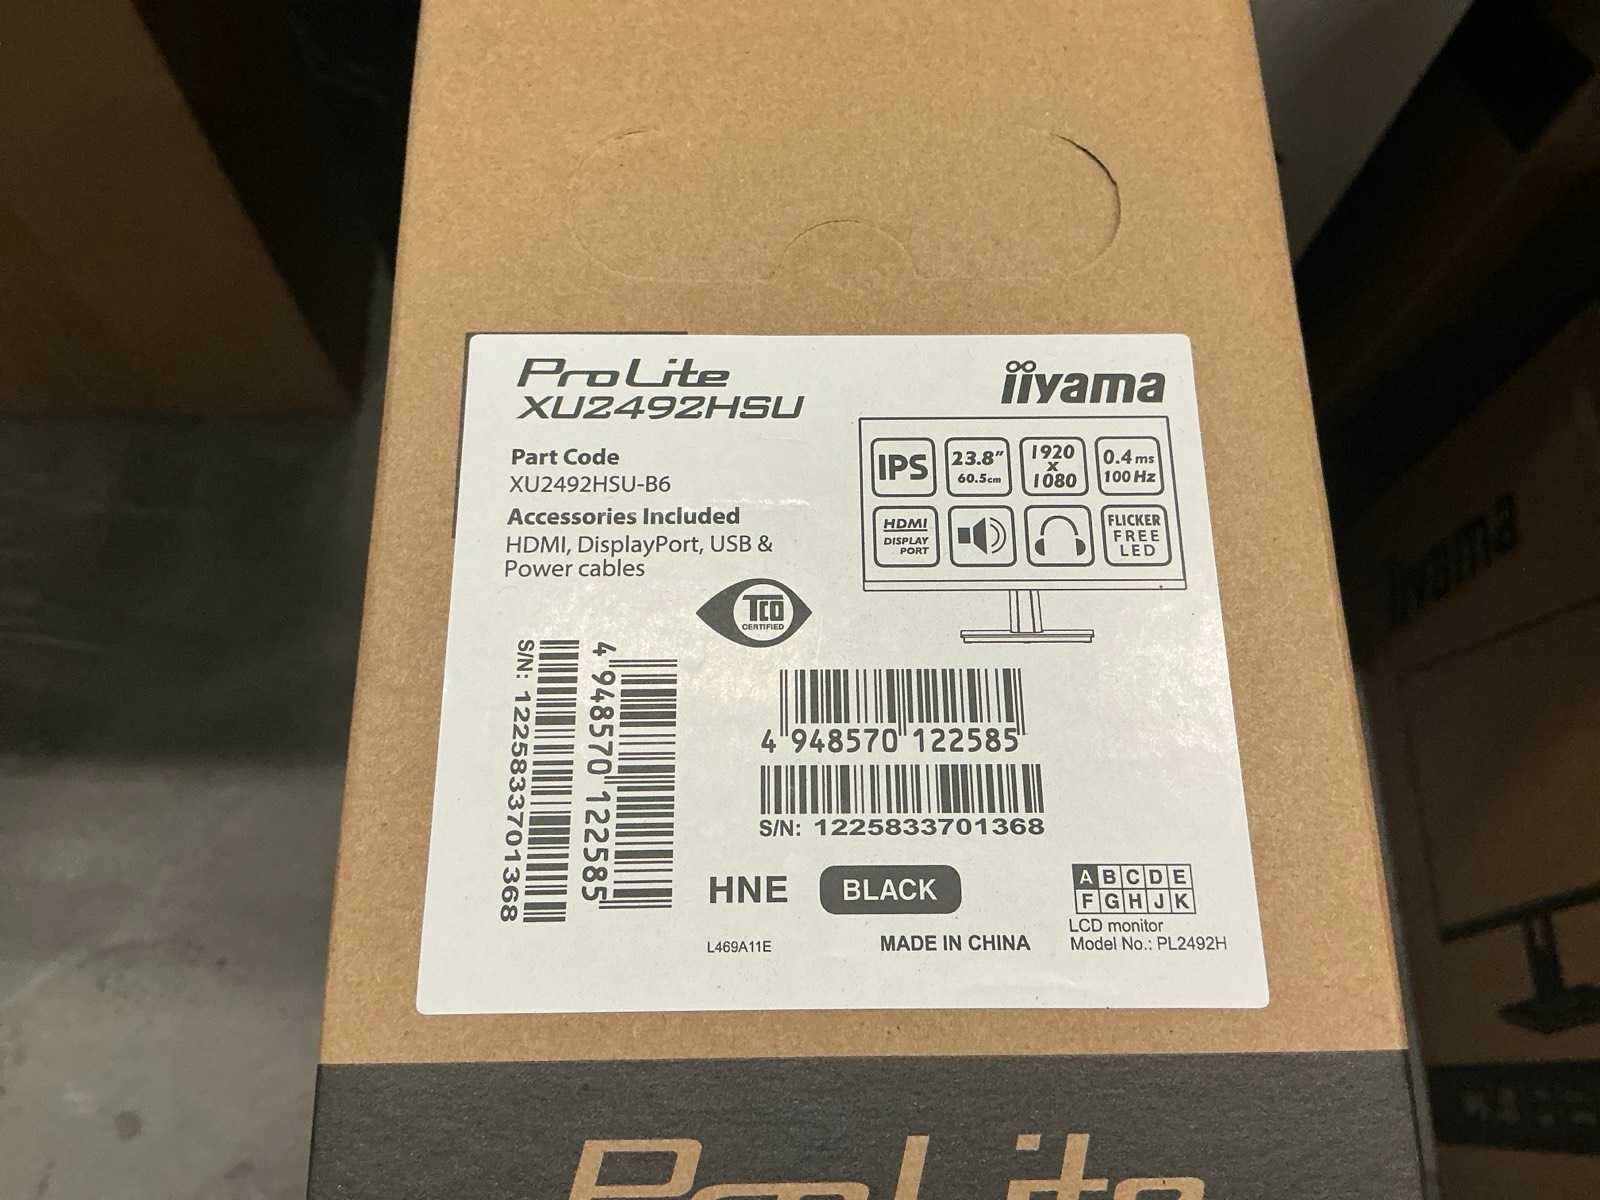 ProLite
XU2492HSU
iiyama
Part Code
XU2492HSU-B6
Accessories Included
HDMI, DisplayPort, USB &
Power cables
IPS
23.8"
60.5cm
1920
x
1080
0.4ms
100Hz
HDMI
DISPLAY
PORT
FLICKER
FREE
LED
TCO
CERTIFIED
S/N: 1225833701368
4 948570 122585
4 948570 122585
S/N: 1225833701368
HNE
BLACK
A B C D E
F G H J K
LCD monitor
Model No.: PL2492H
L469A11E
MADE IN CHINA
ProLite
iiyama